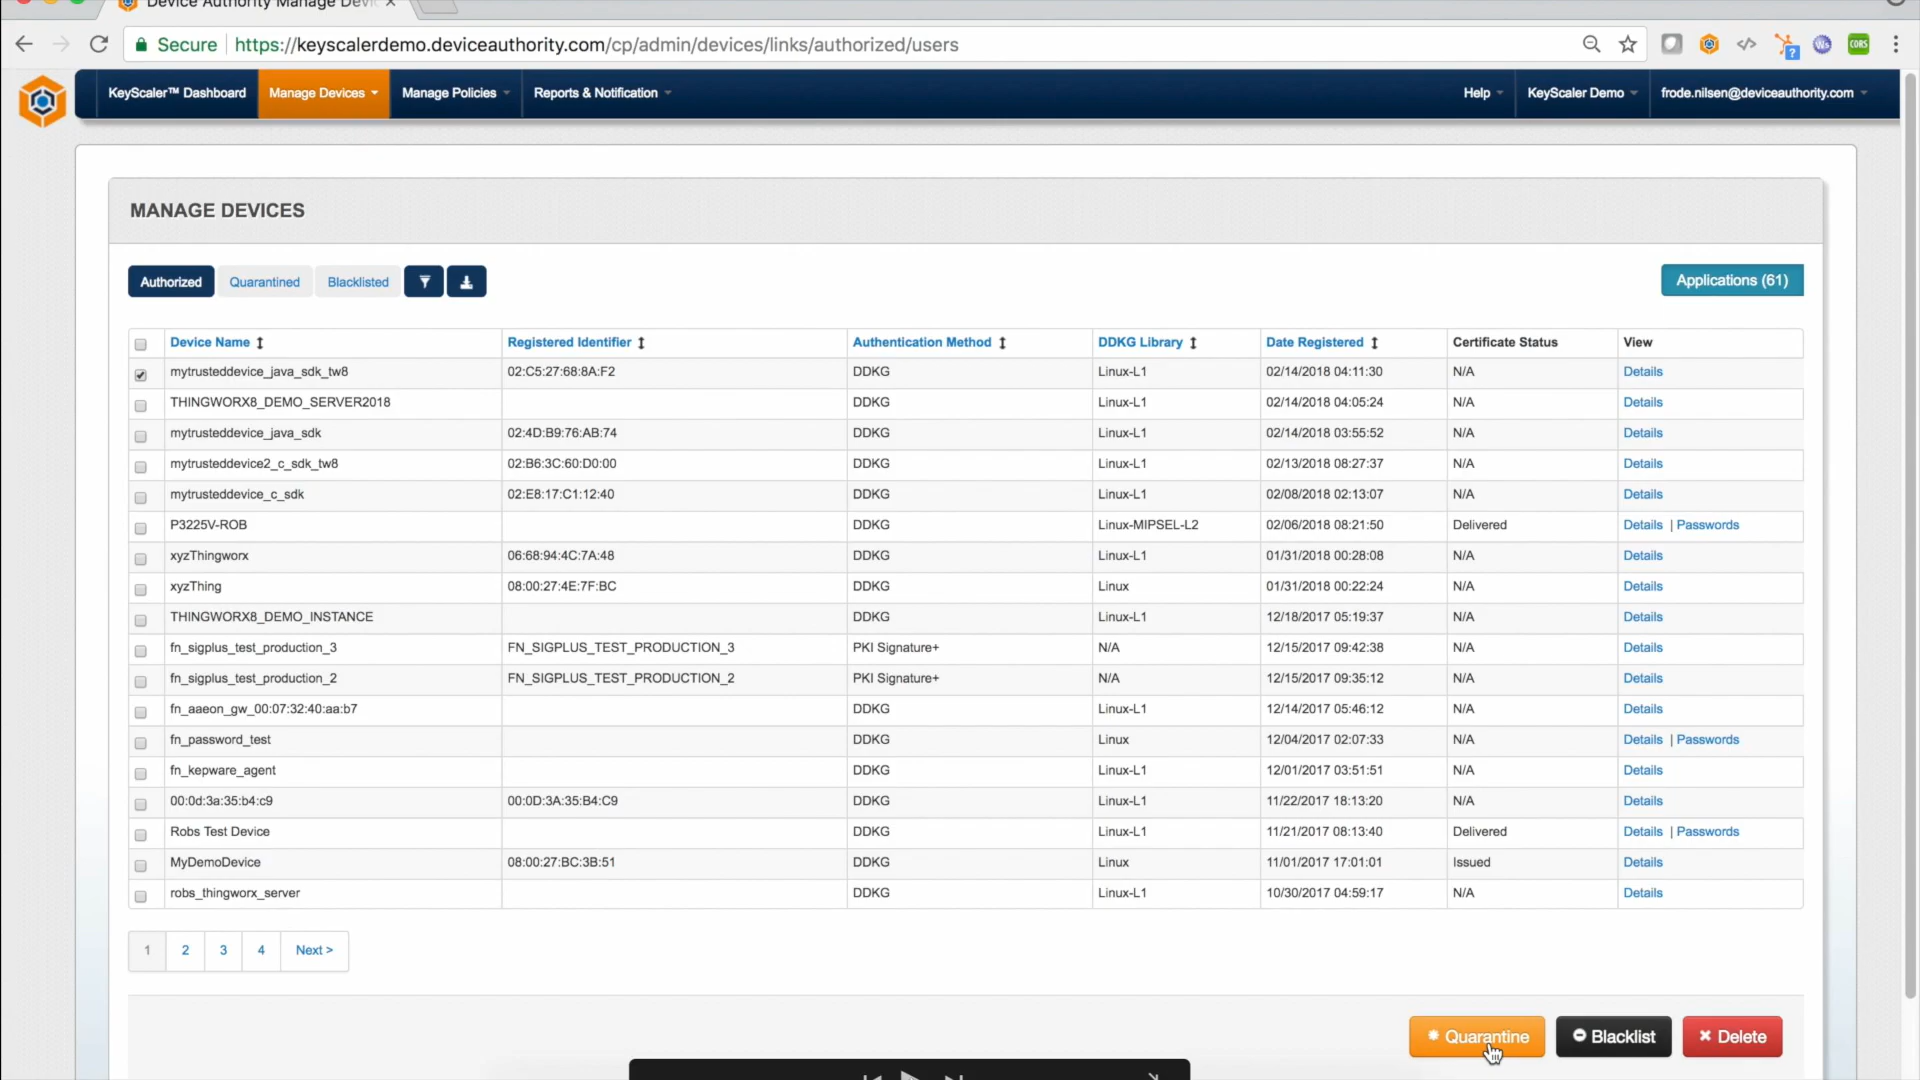 Device Authority Manage Devi
Secure https://keyscalerdemo.deviceauthority.com/cp/admin/devices/links/authorized/users
Ws CORS
KeyScaler™ Dashboard Manage Devices Manage Policies Reports & Notification Help KeyScaler Demo frode.nilsen@deviceauthority.com
MANAGE DEVICES
Authorized Quarantined Blacklisted Applications (61)
Device Name Registered Identifier Authentication Method DDKG Library Date Registered Certificate Status View
mytrusteddevice_java_sdk_tw8 02:C5:27:68:8A:F2 DDKG Linux-L1 02/14/2018 04:11:30 N/A Details
THINGWORX8_DEMO_SERVER2018 DDKG Linux-L1 02/14/2018 04:05:24 N/A Details
mytrusteddevice_java_sdk 02:4D:B9:76:AB:74 DDKG Linux-L1 02/14/2018 03:55:52 N/A Details
mytrusteddevice2_c_sdk_tw8 02:B6:3C:60:D0:00 DDKG Linux-L1 02/13/2018 08:27:37 N/A Details
mytrusteddevice_c_sdk 02:E8:17:C1:12:40 DDKG Linux-L1 02/08/2018 02:13:07 N/A Details
P3225V-ROB DDKG Linux-MIPSEL-L2 02/06/2018 08:21:50 Delivered Details | Passwords
xyzThingworx 06:68:94:4C:7A:48 DDKG Linux-L1 01/31/2018 00:28:08 N/A Details
xyzThing 08:00:27:4E:7F:BC DDKG Linux 01/31/2018 00:22:24 N/A Details
THINGWORX8_DEMO_INSTANCE DDKG Linux-L1 12/18/2017 05:19:37 N/A Details
fn_sigplus_test_production_3 FN_SIGPLUS_TEST_PRODUCTION_3 PKI Signature+ N/A 12/15/2017 09:42:38 N/A Details
fn_sigplus_test_production_2 FN_SIGPLUS_TEST_PRODUCTION_2 PKI Signature+ N/A 12/15/2017 09:35:12 N/A Details
fn_aaeon_gw_00:07:32:40:aa:b7 DDKG Linux-L1 12/14/2017 05:46:12 N/A Details
fn_password_test DDKG Linux 12/04/2017 02:07:33 N/A Details | Passwords
fn_kepware_agent DDKG Linux-L1 12/01/2017 03:51:51 N/A Details
00:0d:3a:35:b4:c9 00:0D:3A:35:B4:C9 DDKG Linux-L1 11/22/2017 18:13:20 N/A Details
Robs Test Device DDKG Linux-L1 11/21/2017 08:13:40 Delivered Details | Passwords
MyDemoDevice 08:00:27:BC:3B:51 DDKG Linux 11/01/2017 17:01:01 Issued Details
robs_thingworx_server DDKG Linux-L1 10/30/2017 04:59:17 N/A Details
1 2 3 4 Next >
Quarantine Blacklist Delete